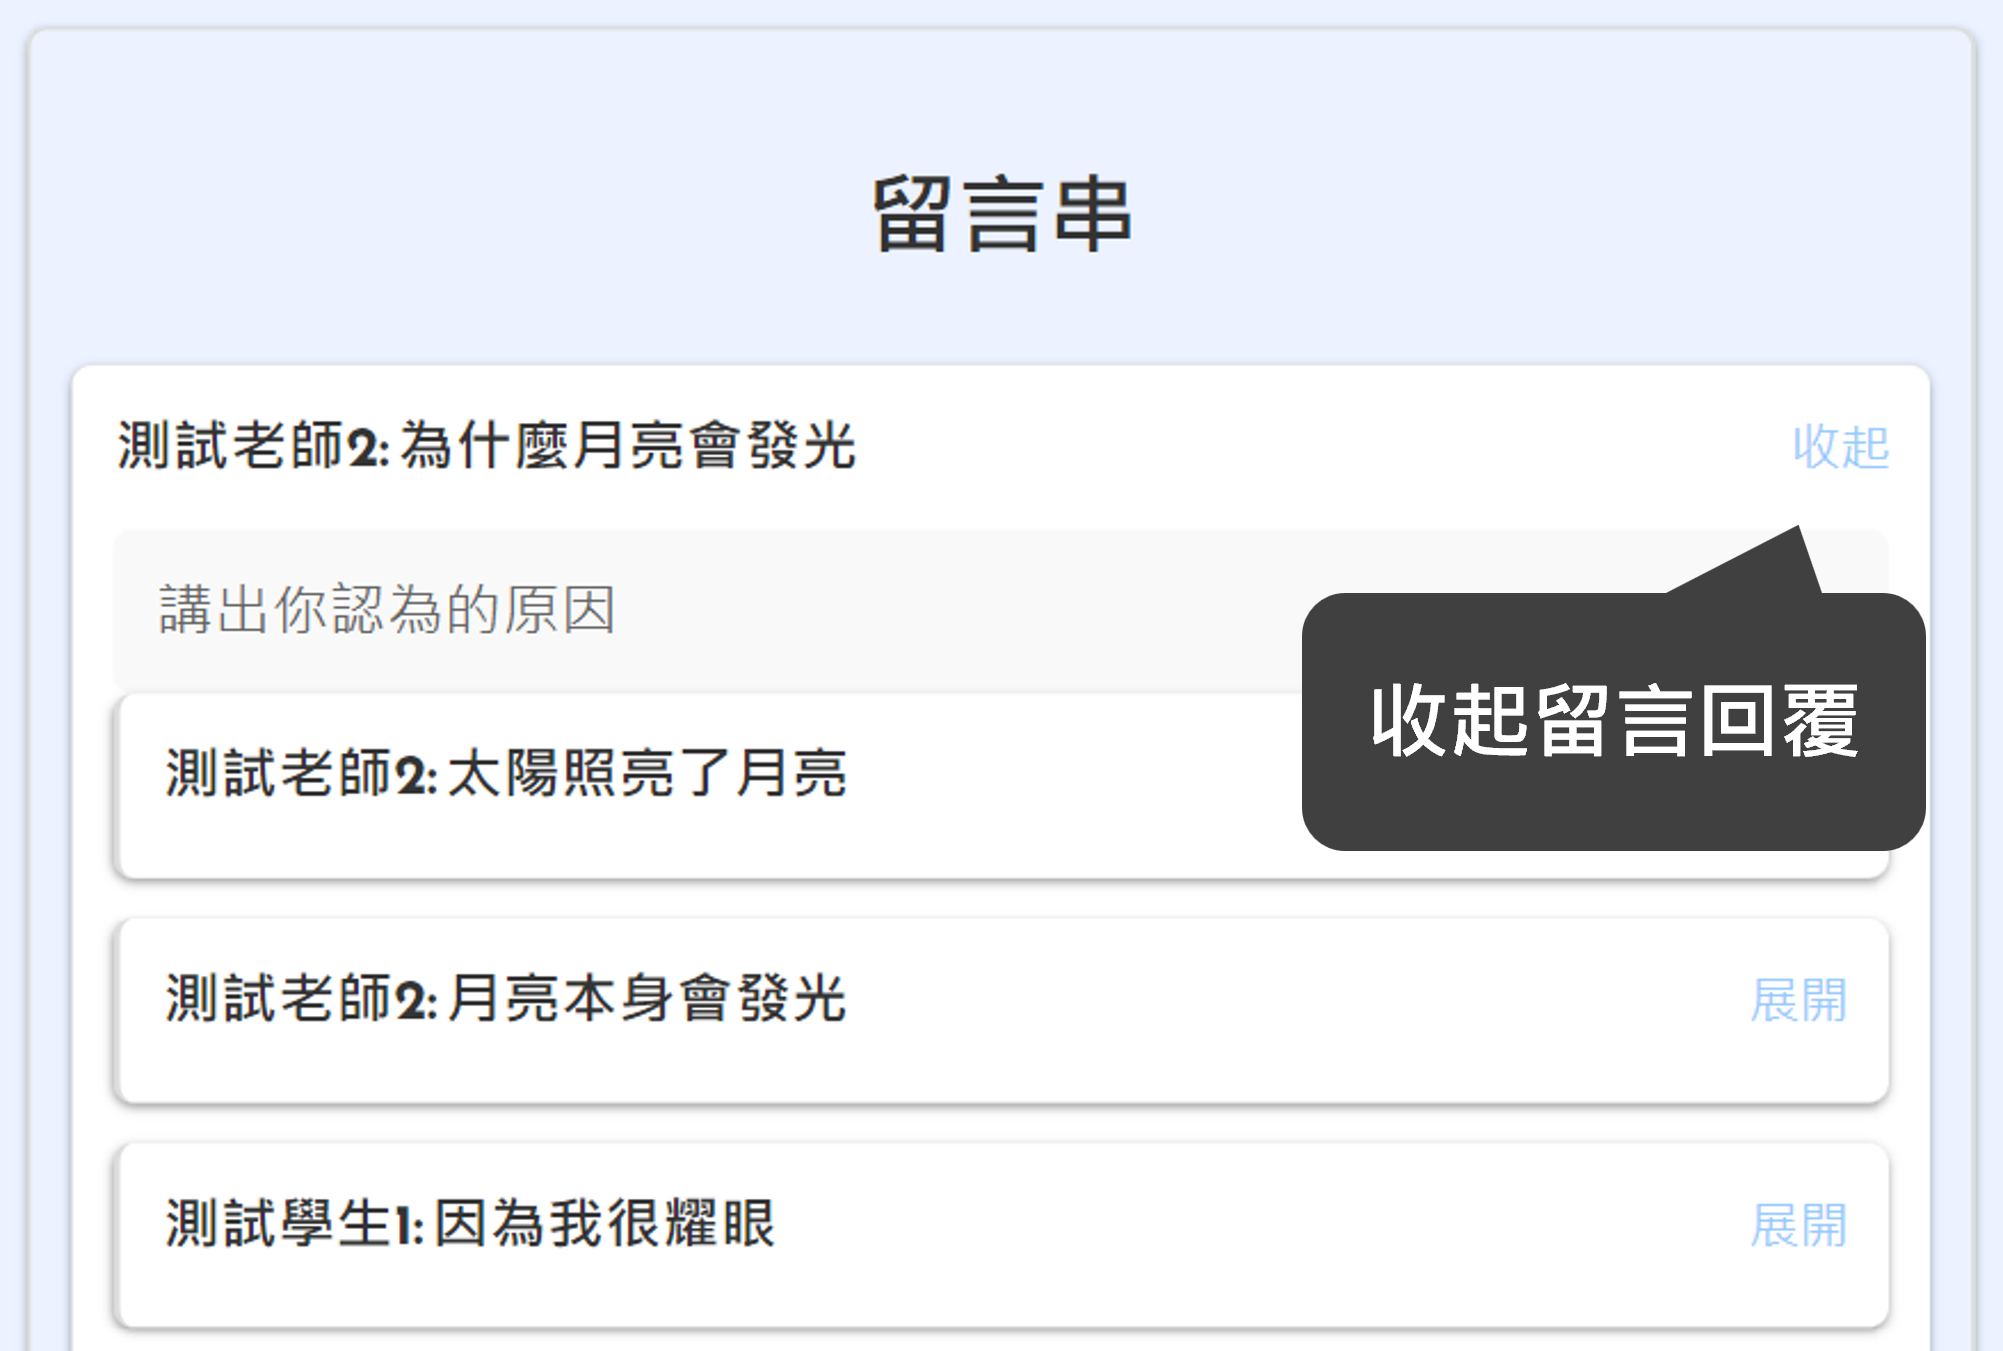 留言串
測試老師2: 為什麼月亮會發光
收起
講出你認為的原因
收起留言回覆
測試老師2: 太陽照亮了月亮
測試老師2: 月亮本身會發光
展開
測試學生1: 因為我很耀眼
展開